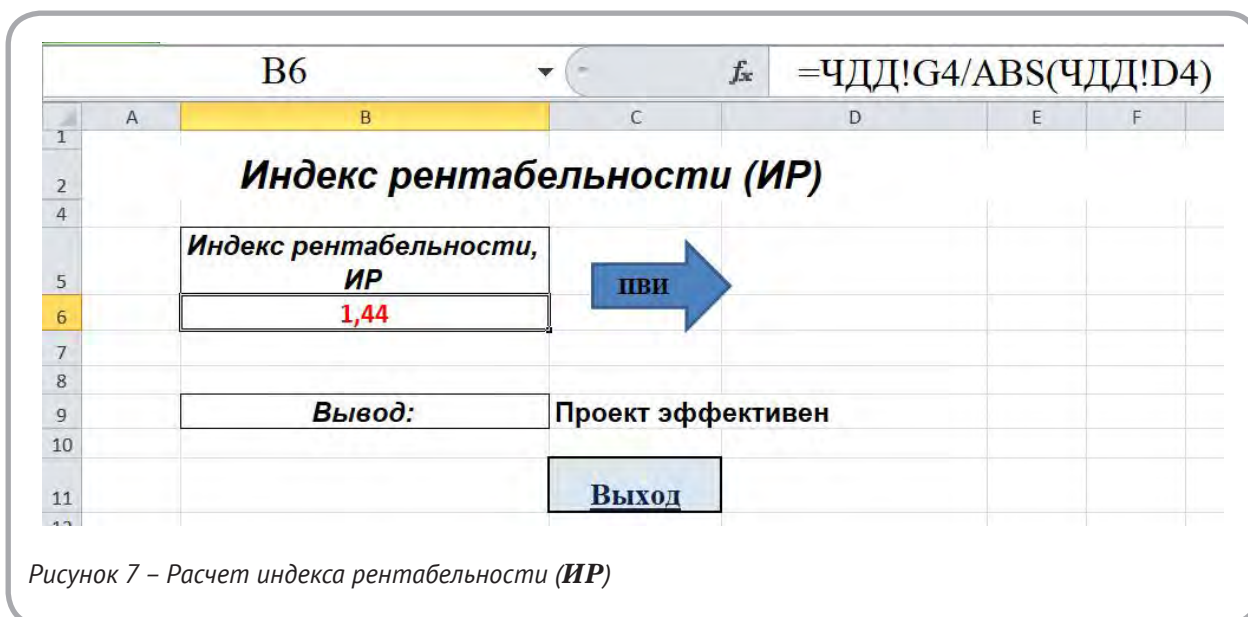 B6 fx =ЧДД!G4/ABS(ЧДД!D4)
A B C D E F
1
2 Индекс рентабельности (ИР)
4
Индекс рентабельности,
5 ИР ПВИ
6 1,44
7
8
9 Вывод: Проект эффективен
10
11 Выход
Рисунок 7 – Расчет индекса рентабельности (ИР)